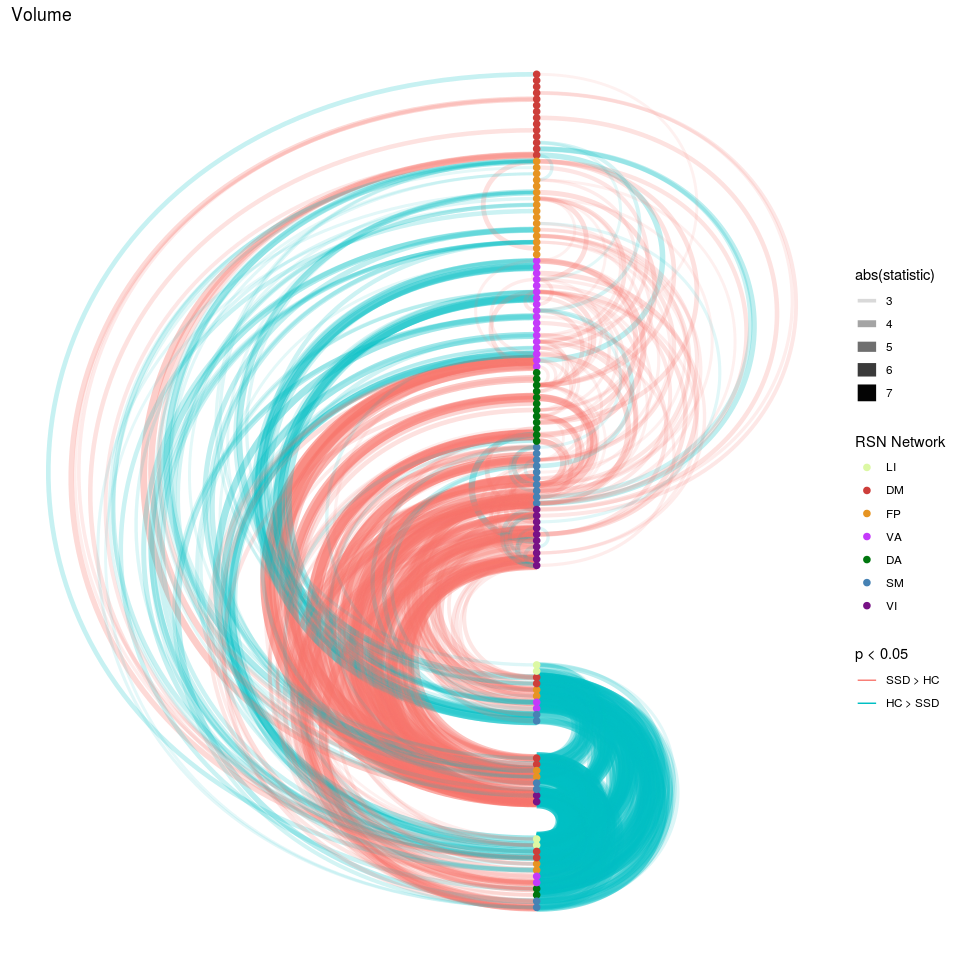 Volume
abs(statistic)
3
4
5
6
7
RSN Network
LI
DM
FP
VA
DA
SM
VI
p < 0.05
SSD > HC
HC > SSD